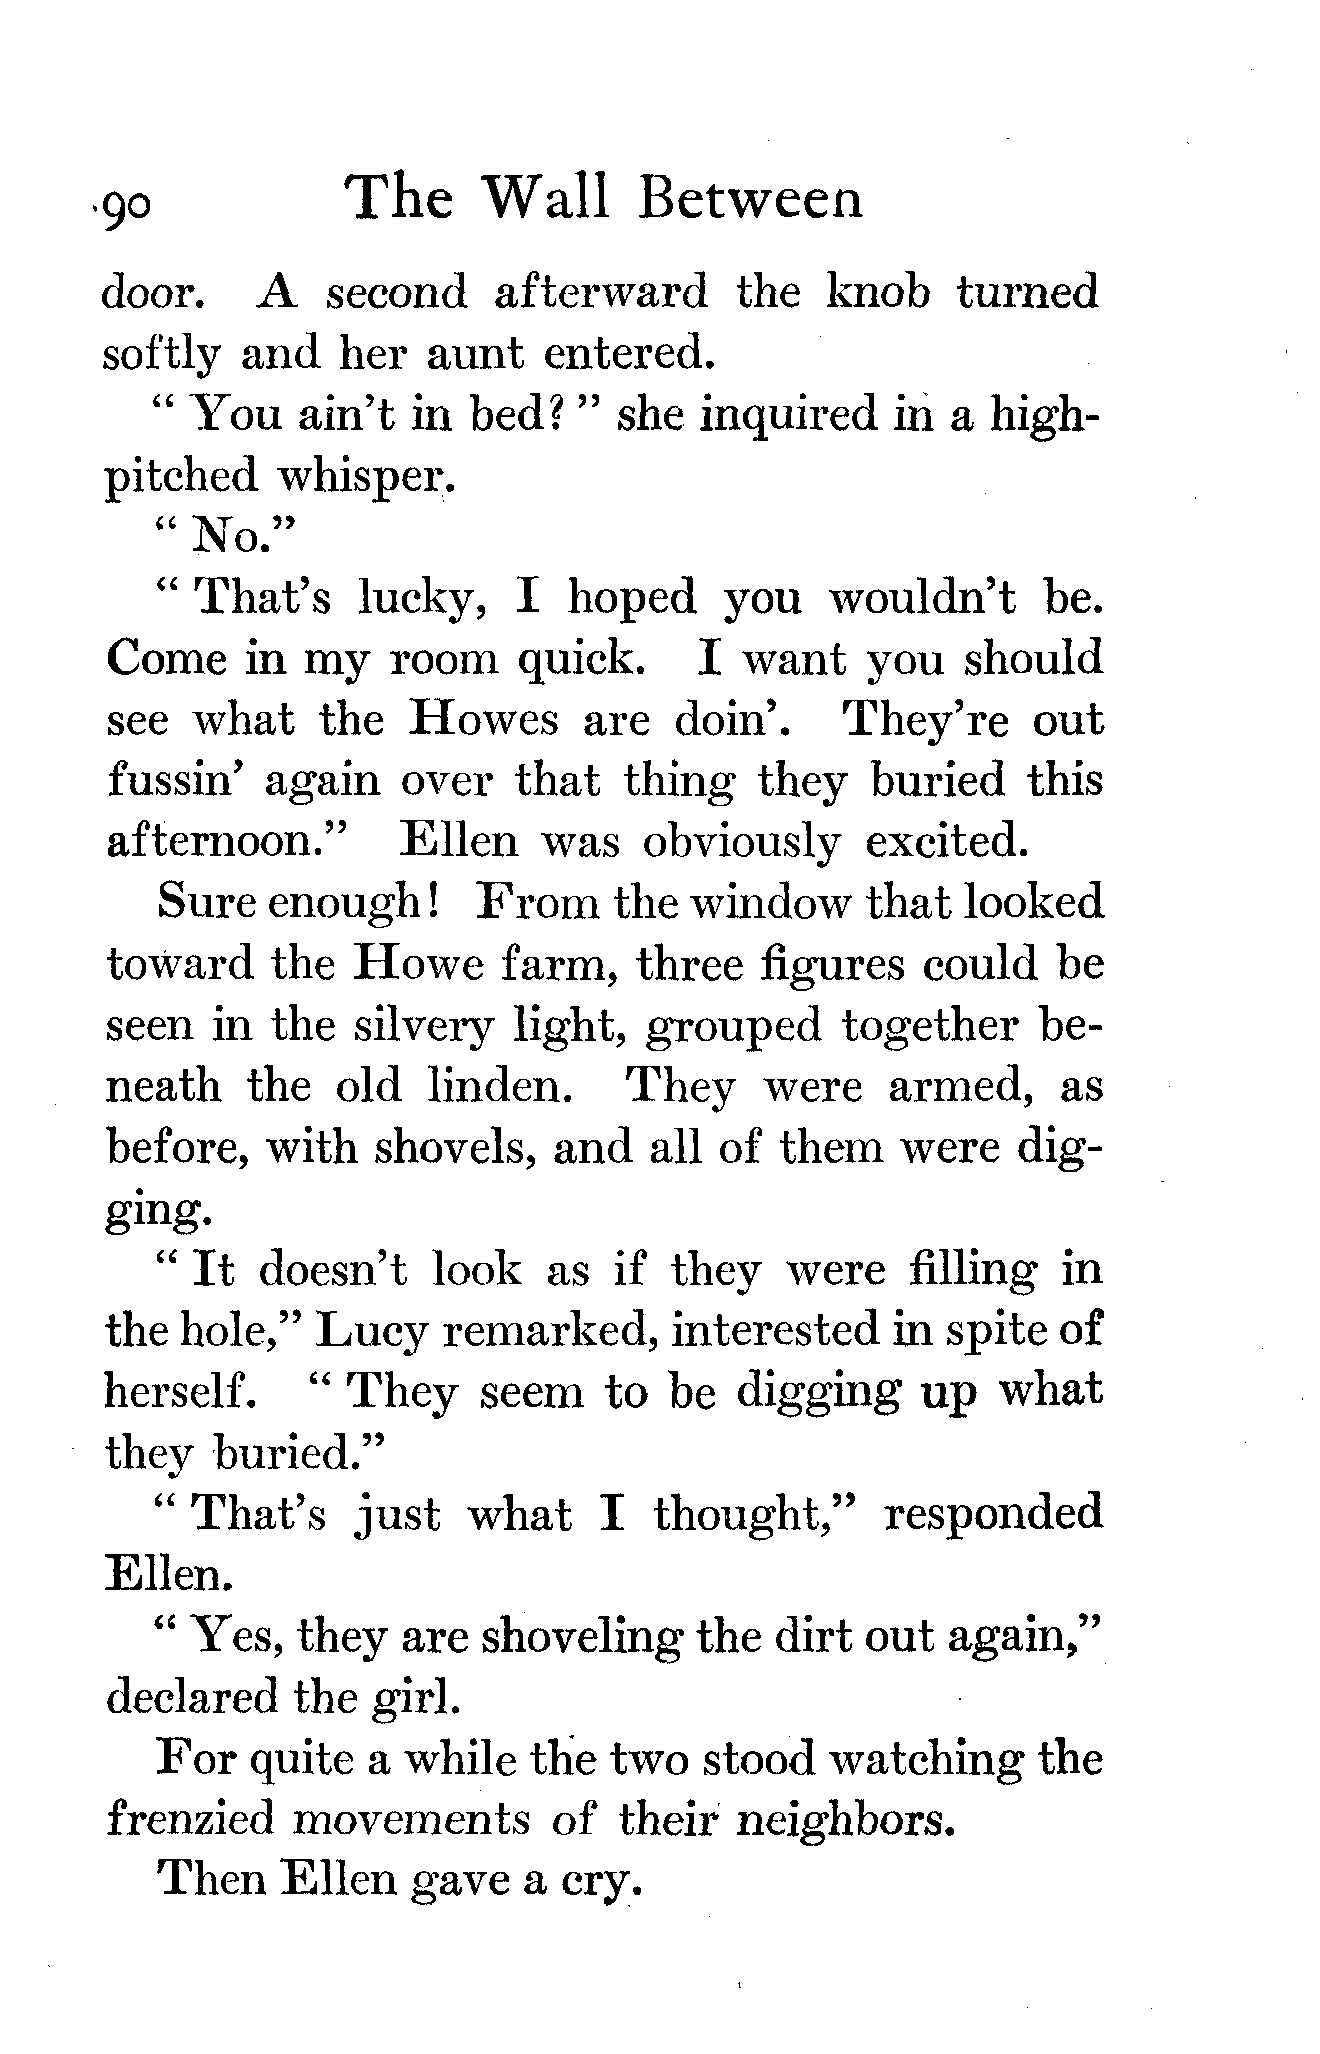 90 The Wall Between
door. A second afterward the knob turned
softly and her aunt entered.
" You ain't in bed? " she inquired in a high-
pitched whisper.
" No."
" That's lucky, I hoped you wouldn't be.
Come in my room quick. I want you should
see what the Howes are doin'. They're out
fussin' again over that thing they buried this
afternoon." Ellen was obviously excited.
Sure enough! From the window that looked
toward the Howe farm, three figures could be
seen in the silvery light, grouped together be-
neath the old linden. They were armed, as
before, with shovels, and all of them were dig-
ging.
" It doesn't look as if they were filling in
the hole," Lucy remarked, interested in spite of
herself. " They seem to be digging up what
they buried."
" That's just what I thought," responded
Ellen.
" Yes, they are shoveling the dirt out again,"
declared the girl.
For quite a while the two stood watching the
frenzied movements of their neighbors.
Then Ellen gave a cry.